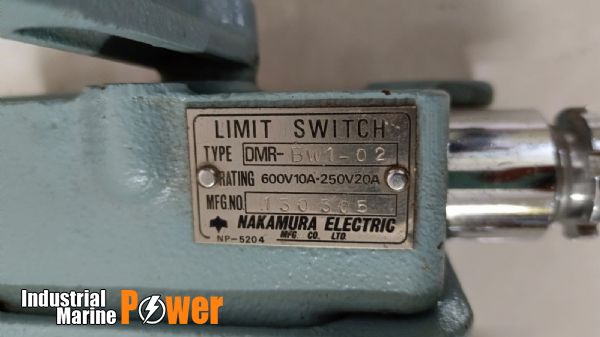 LIMIT SWITCH
TYPE DMR-BW1-02
RATING 600V10A-250V20A
MFG.NO. 130365
NAKAMURA ELECTRIC
MFG. CO., LTD.
NP-5204
Industrial
Marine Power